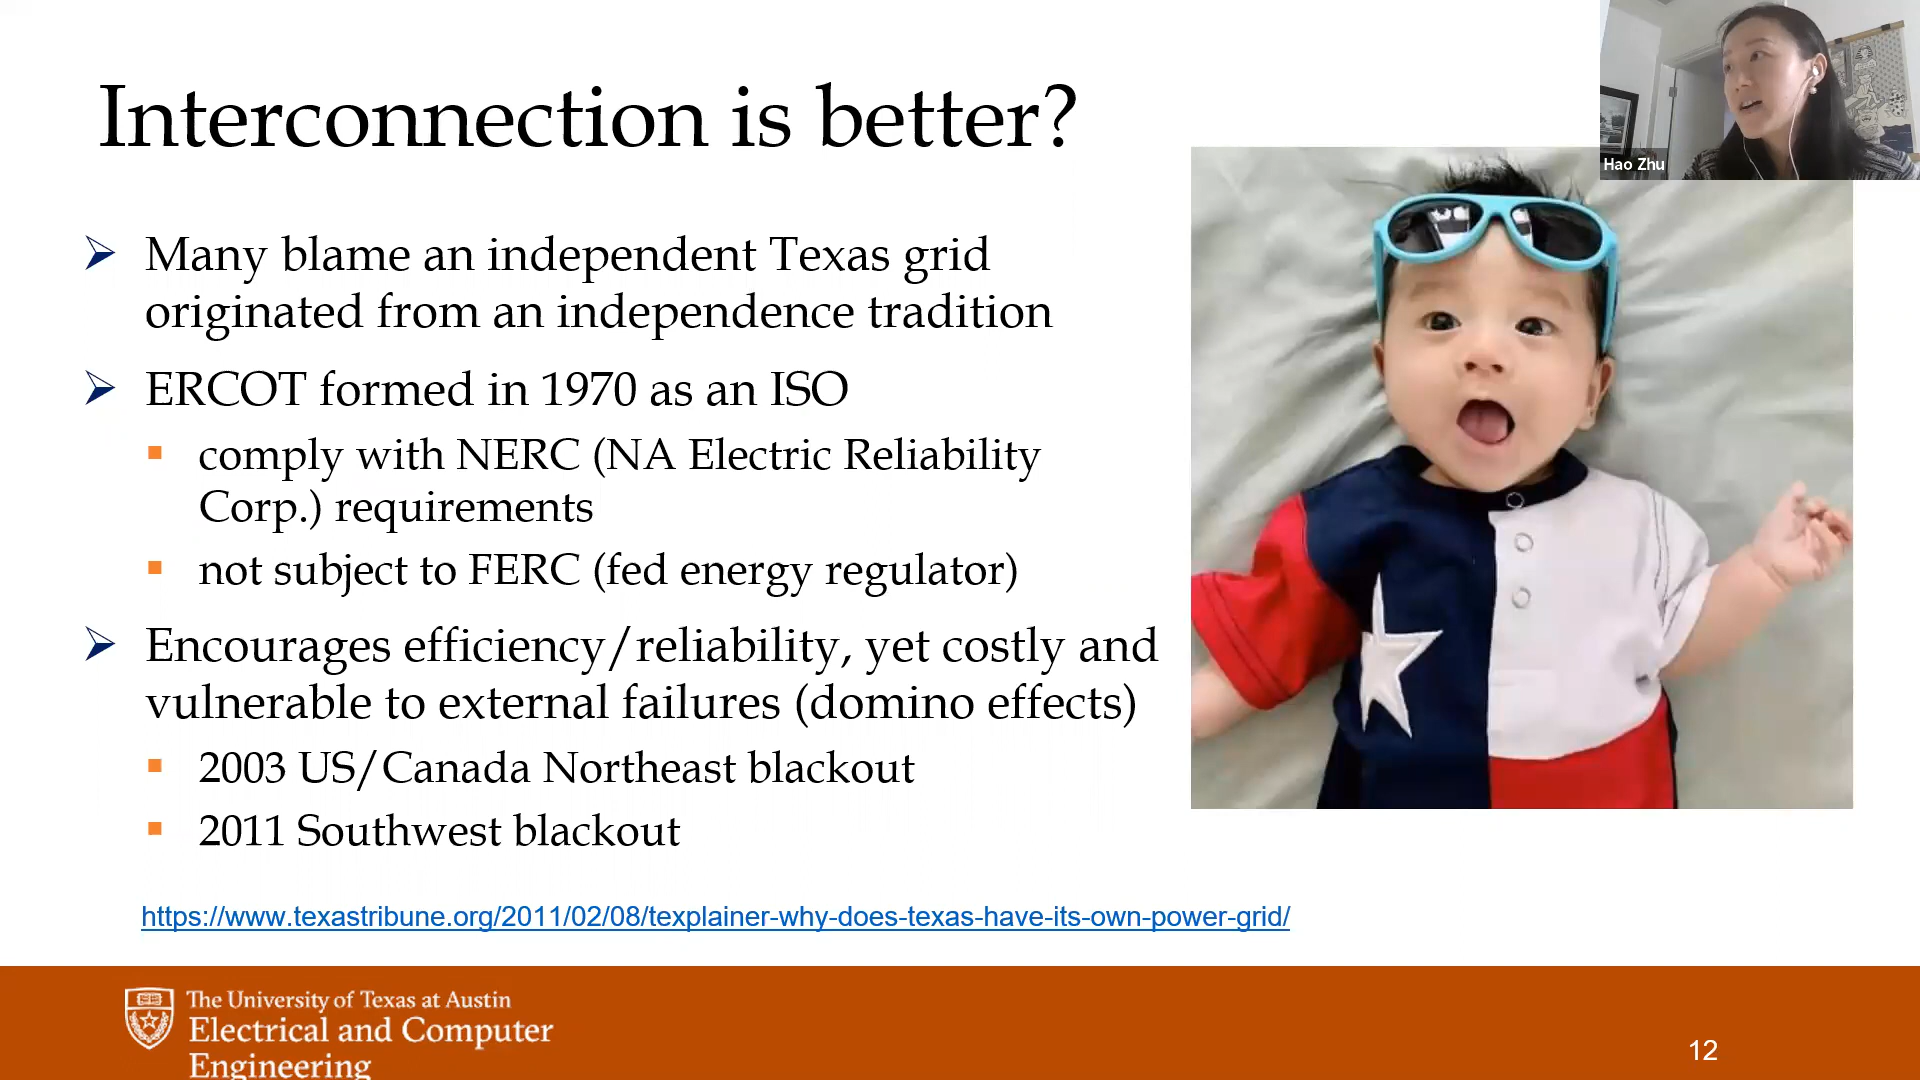 Interconnection is better?
Hao Zhu
Many blame an independent Texas grid
originated from an independence tradition
ERCOT formed in 1970 as an ISO
comply with NERC (NA Electric Reliability
Corp.) requirements
not subject to FERC (fed energy regulator)
Encourages efficiency/reliability, yet costly and
vulnerable to external failures (domino effects)
2003 US/Canada Northeast blackout
2011 Southwest blackout
https://www.texastribune.org/2011/02/08/texplainer-why-does-texas-have-its-own-power-grid/
The University of Texas at Austin
Electrical and Computer
Engineering
12